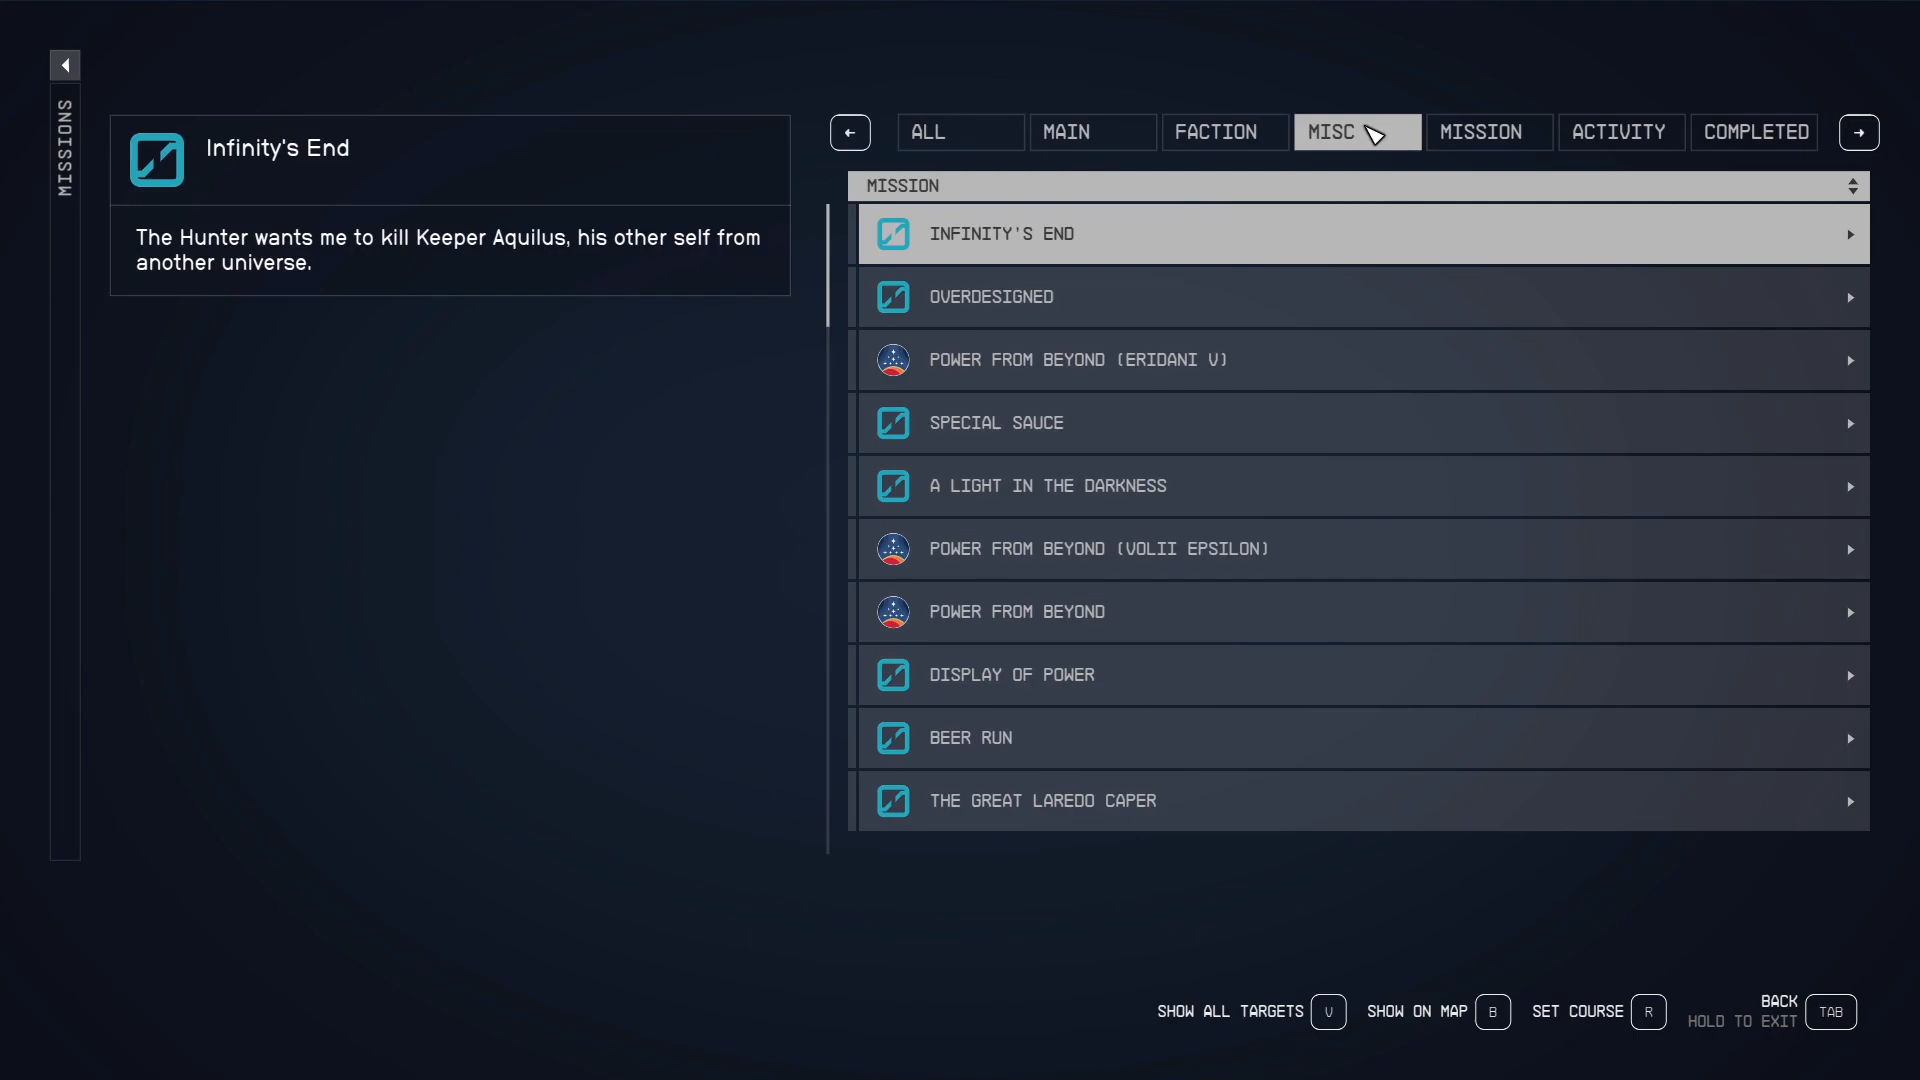 MISSIONS
Infinity's End
The Hunter wants me to kill Keeper Aquilus, his other self from
another universe.
ALL MAIN FACTION MISC MISSION ACTIVITY COMPLETED
MISSION
INFINITY'S END
OVERDESIGNED
POWER FROM BEYOND (ERIDANI V)
SPECIAL SAUCE
A LIGHT IN THE DARKNESS
POWER FROM BEYOND (VOLII EPSILON)
POWER FROM BEYOND
DISPLAY OF POWER
BEER RUN
THE GREAT LAREDO CAPER
SHOW ALL TARGETS V SHOW ON MAP B SET COURSE R BACK TAB
HOLD TO EXIT